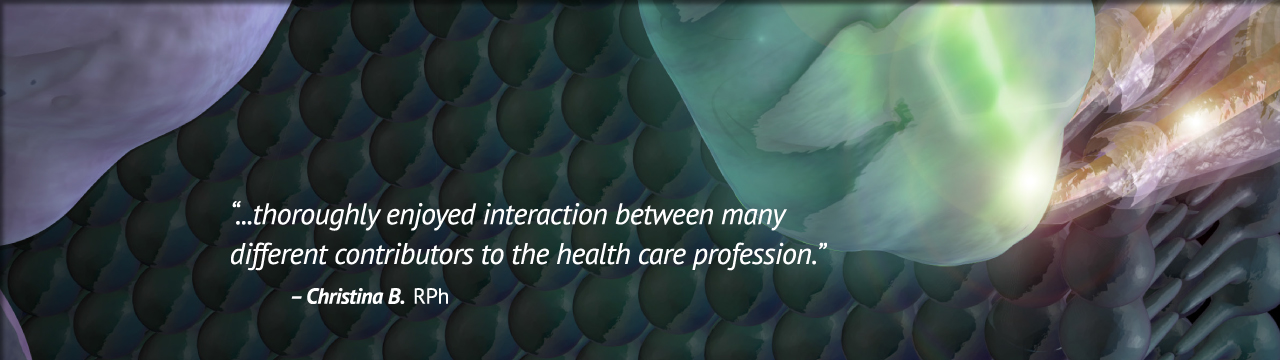 “...thoroughly enjoyed interaction between many
different contributors to the health care profession.”
– Christina B. RPh